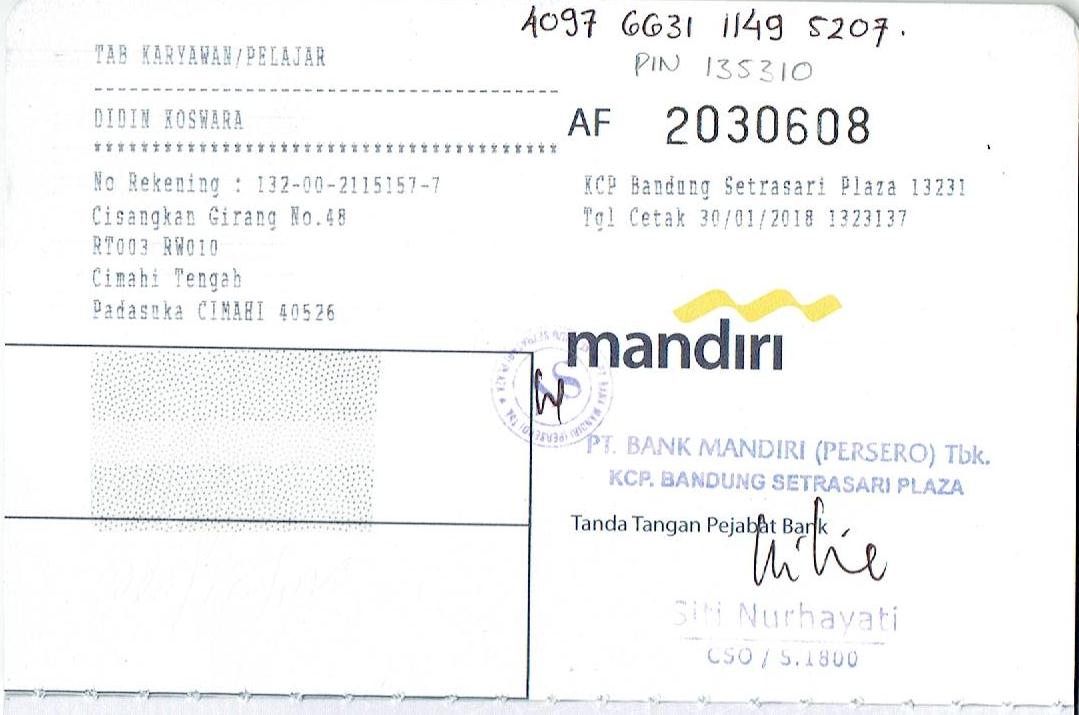 4097 6631 1149 5207.
PIN 135310
TAB KARYAWAN/PELAJAR
DIDIN KOSWARA
AF 2030608
No Rekening : 132-00-2115157-7
Cisangkan Girang No.48
RT003 RW010
Cimahi Tengah
Padasuka CIMAHI 40526
KCP Bandung Setrasari Plaza 13231
Tgl Cetak 30/01/2018 1323137
mandiri
PT. BANK MANDIRI (PERSERO) Tbk.
KCP. BANDUNG SETRASARI PLAZA
Tanda Tangan Pejabat Bank
Siti Nurhayati
CSO / S.1800